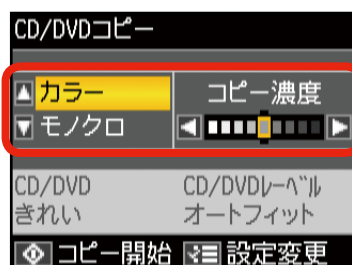 CD/DVDコピー
カラー
コピー濃度
モノクロ
CD/DVD
CD/DVDレーベル
きれい
オートフィット
コピー開始 設定変更